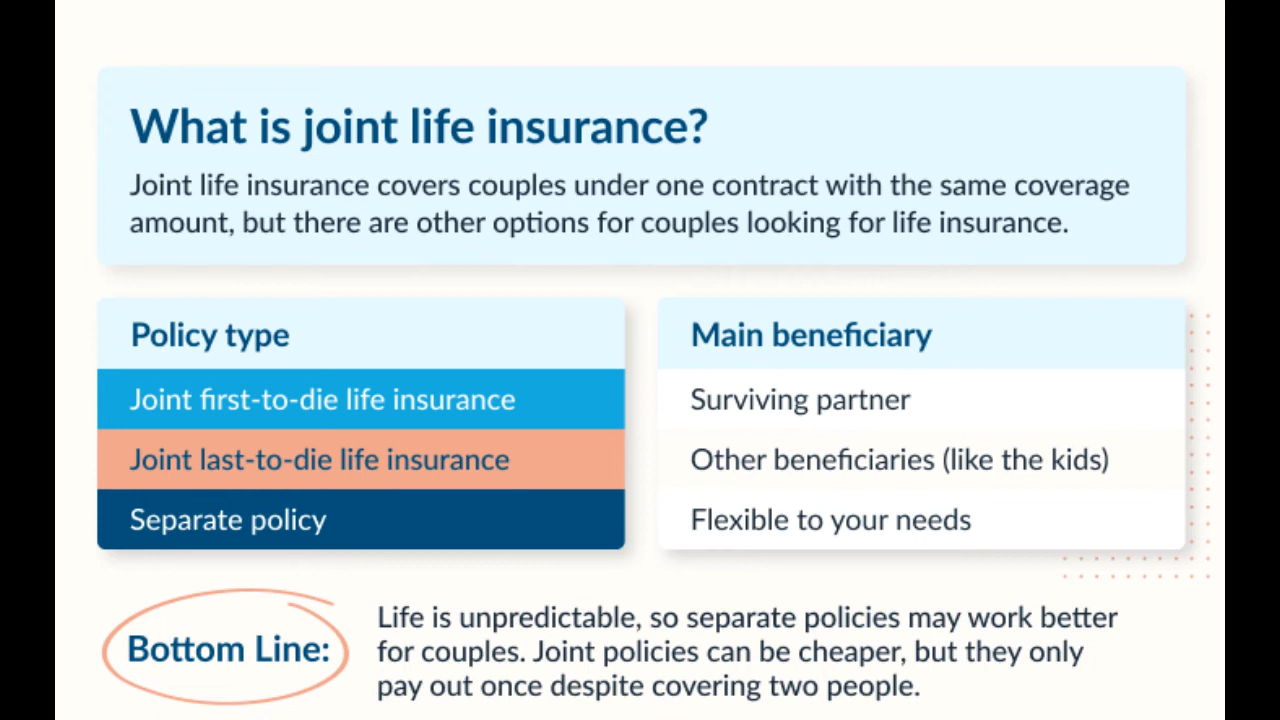 What is joint life insurance?
Joint life insurance covers couples under one contract with the same coverage
amount, but there are other options for couples looking for life insurance.
Policy type
Main beneficiary
Joint first-to-die life insurance
Surviving partner
Joint last-to-die life insurance
Other beneficiaries (like the kids)
Separate policy
Flexible to your needs
Bottom Line:
Life is unpredictable, so separate policies may work better
for couples. Joint policies can be cheaper, but they only
pay out once despite covering two people.